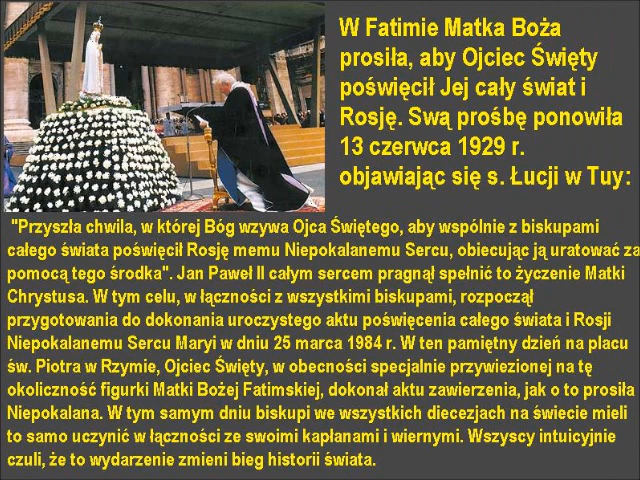 W Fatimie Matka Boża
prosiła, aby Ojciec Święty
poświęcił Jej cały świat i
Rosję. Swą prośbę ponowiła
13 czerwca 1929 r.
objawiając się s. Łucji w Tuy:
"Przyszła chwila, w której Bóg wzywa Ojca Świętego, aby wspólnie z biskupami
całego świata poświęcił Rosję memu Niepokalanemu Sercu, obiecując ją uratować za
pomocą tego środka". Jan Paweł II całym sercem pragnął spełnić to życzenie Matki
Chrystusa. W tym celu, w łączności z wszystkimi biskupami, rozpoczął
przygotowania do dokonania uroczystego aktu poświęcenia całego świata i Rosji
Niepokalanemu Sercu Maryi w dniu 25 marca 1984 r. W ten pamiętny dzień na placu
św. Piotra w Rzymie, Ojciec Święty, w obecności specjalnie przywiezionej na tę
okoliczność figurki Matki Bożej Fatimskiej, dokonał aktu zawierzenia, jak o to prosiła
Niepokalana. W tym samym dniu biskupi we wszystkich diecezjach na świecie mieli
to samo uczynić w łączności ze swoimi kapłanami i wiernymi. Wszyscy intuicyjnie
czuli, że to wydarzenie zmieni bieg historii świata.